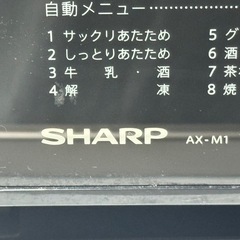 自動メニュー
1 サックリあたため 5 グ
2 しっとりあたため 6 酒
3 牛乳・酒 7 茶
4 解凍 8 焼
SHARP AX-M1